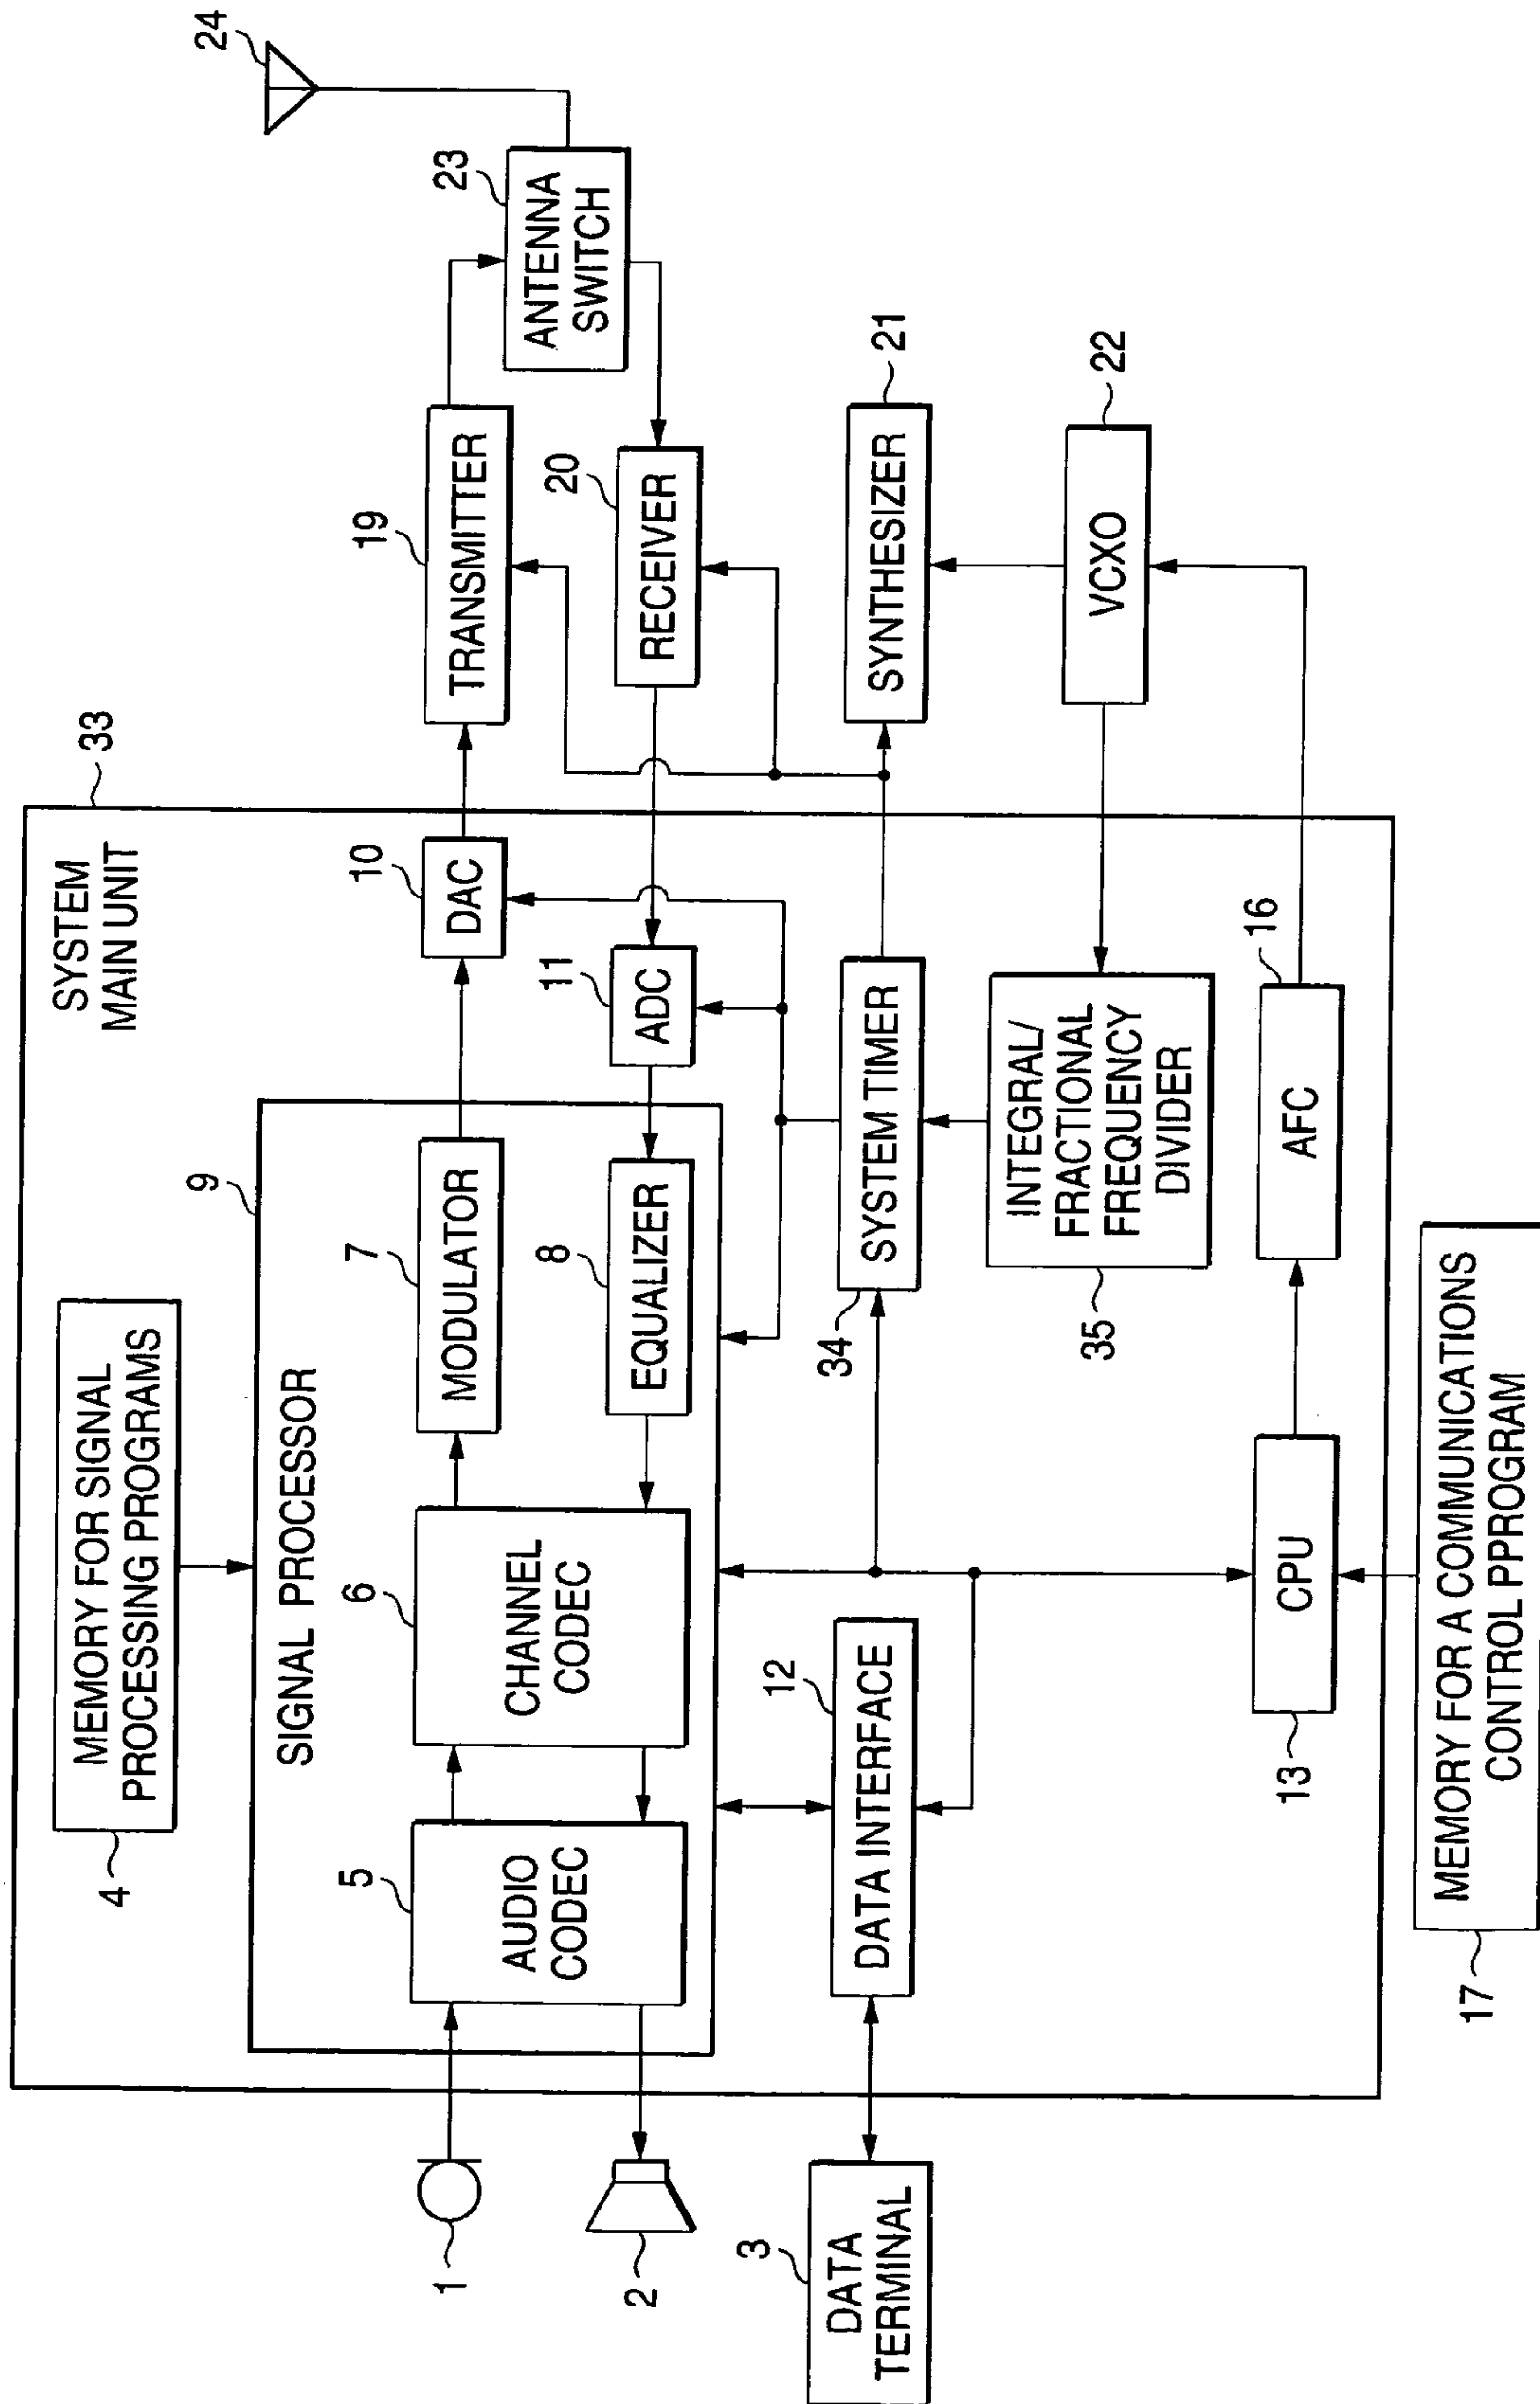 33
SYSTEM
MAIN UNIT
4
MEMORY FOR SIGNAL
PROCESSING PROGRAMS
9
SIGNAL PROCESSOR
1
2
5
AUDIO
CODEC
6
CHANNEL
CODEC
7
MODULATOR
8
EQUALIZER
10
DAC
11
ADC
19
TRANSMITTER
20
RECEIVER
23
ANTENNA
SWITCH
24
3
DATA
TERMINAL
12
DATA INTERFACE
34
SYSTEM TIMER
21
SYNTHESIZER
35
INTEGRAL/
FRACTIONAL
FREQUENCY
DIVIDER
22
VCXO
13
CPU
16
AFC
17
MEMORY FOR A COMMUNICATIONS
CONTROL PPROGRAM